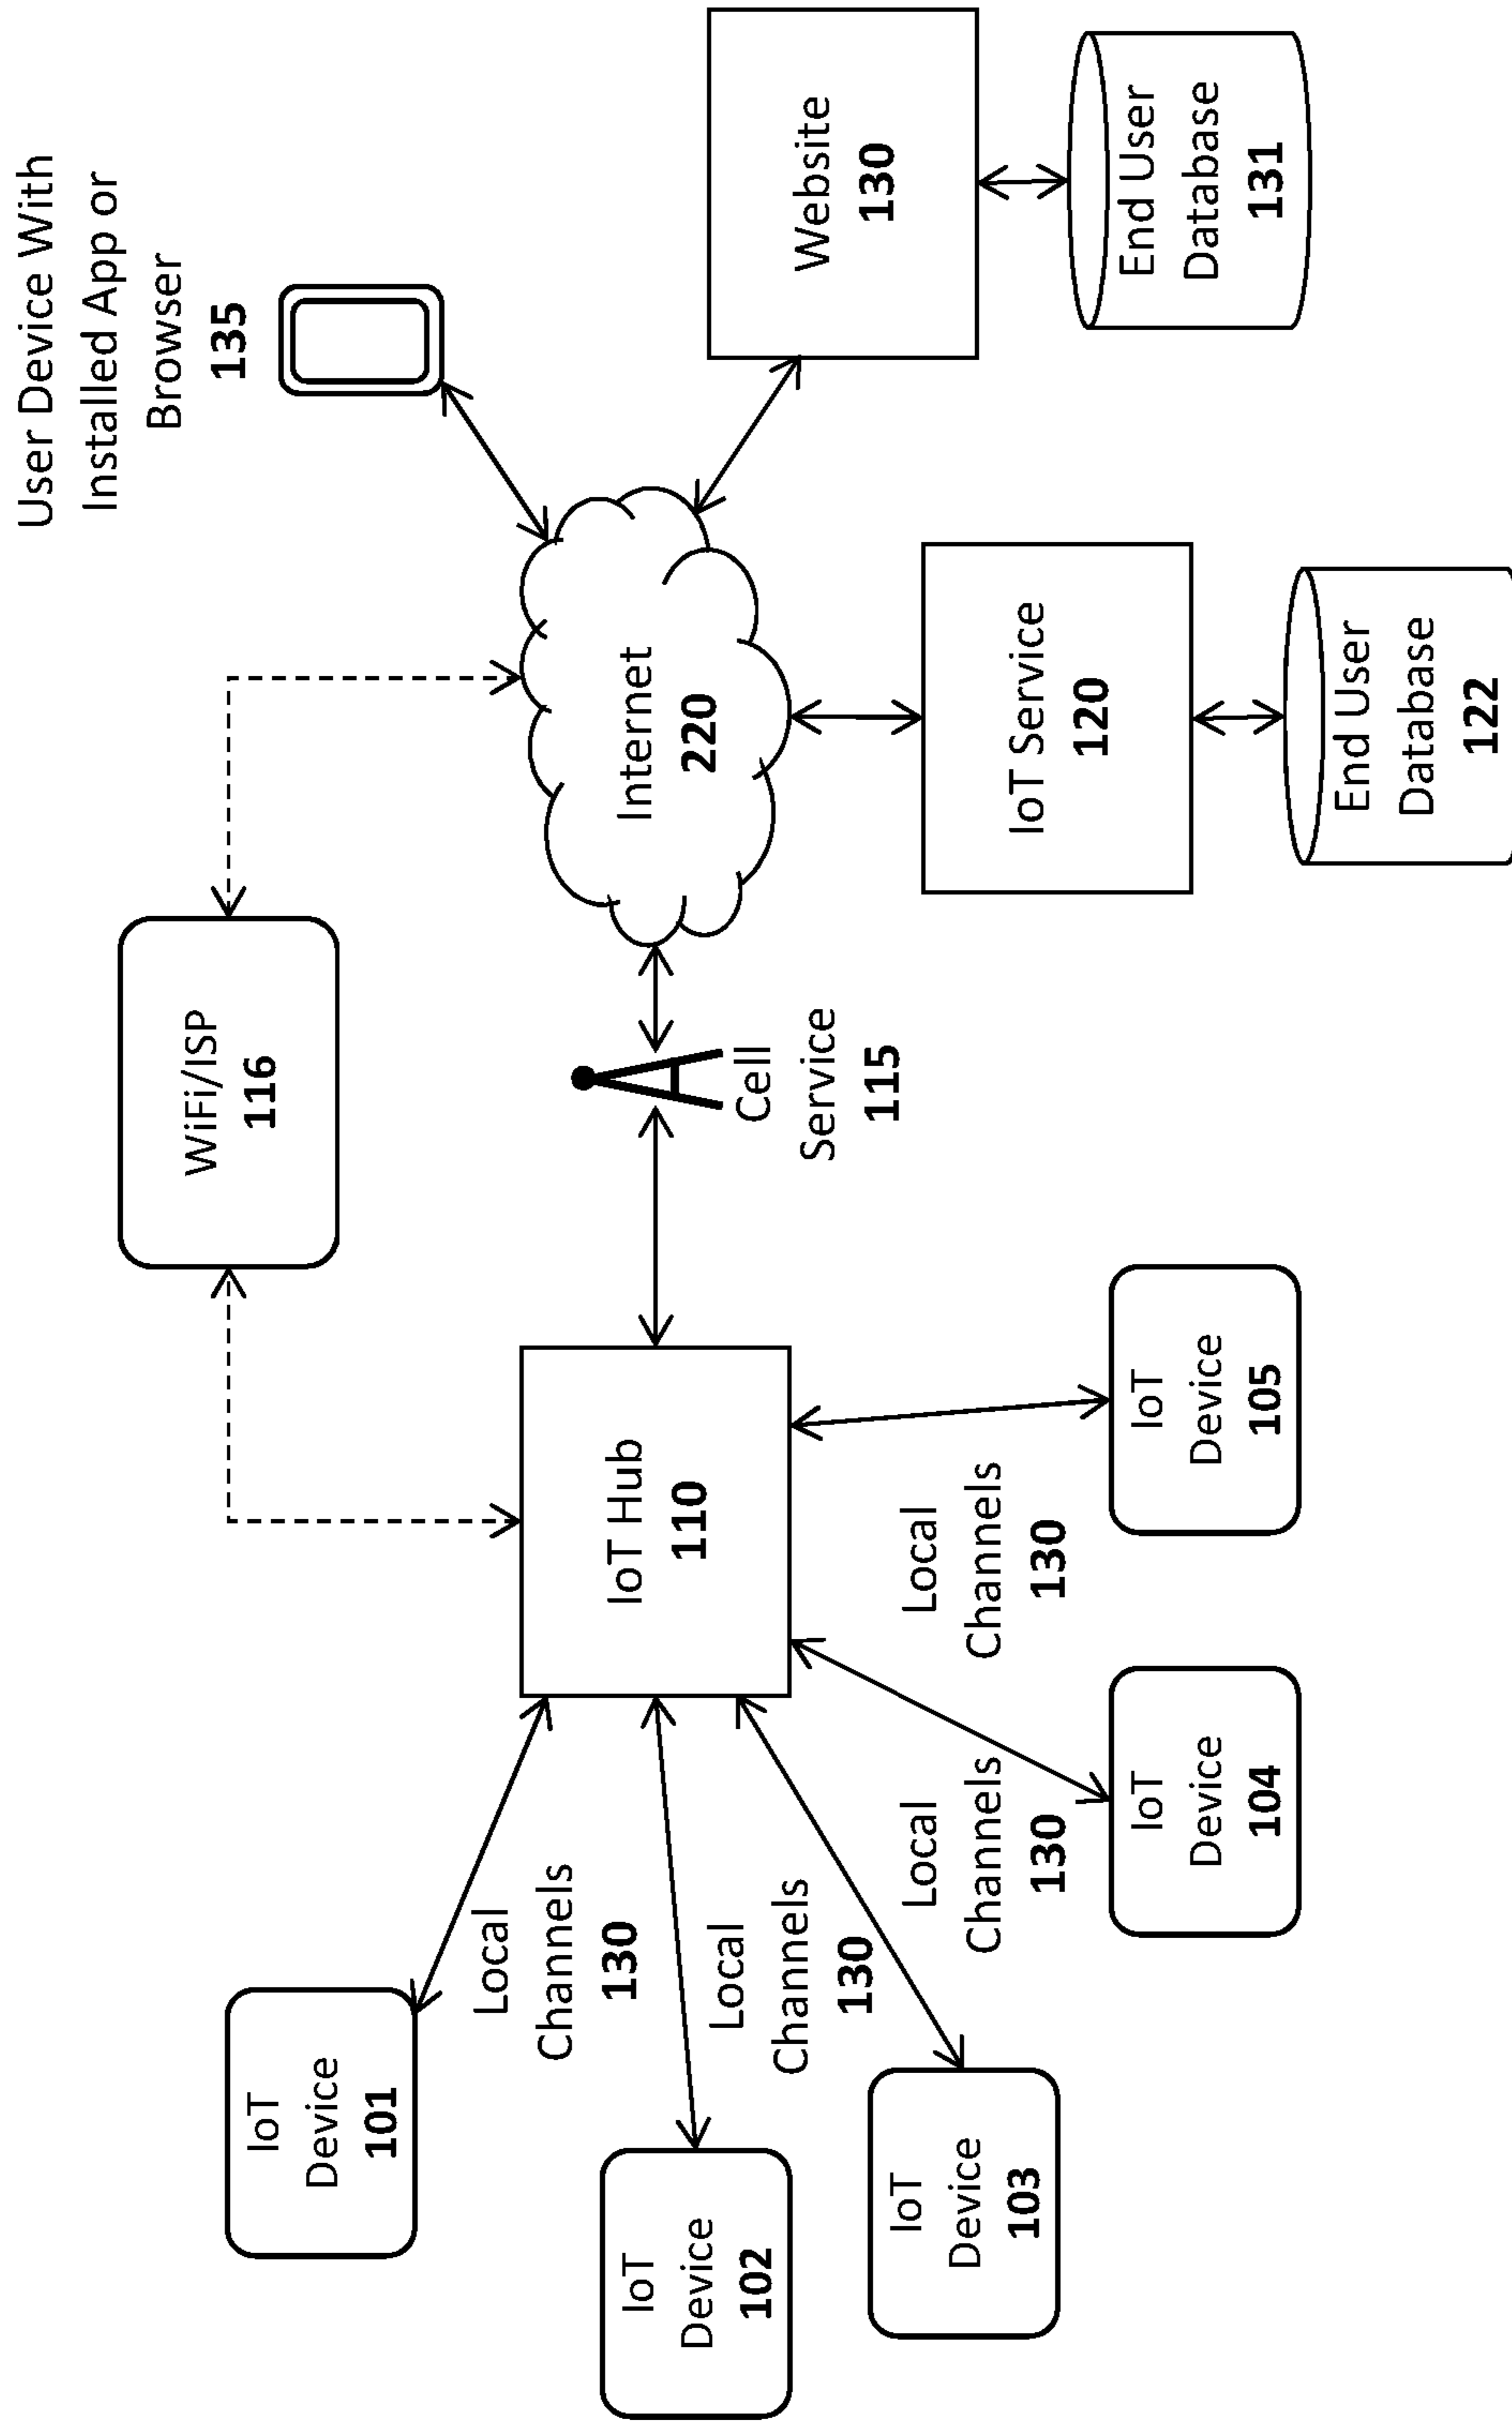 User Device With
Installed App or
Browser
135
WiFi/ISP
116
IoT
Device
101
Local
Channels
130
IoT
Device
102
Local
Channels
130
IoT
Device
103
IoT Hub
110
Cell
Service
115
Internet
220
Website
130
End User
Database
131
Local
Channels
130
IoT
Device
104
Local
Channels
130
IoT
Device
105
IoT Service
120
End User
Database
122